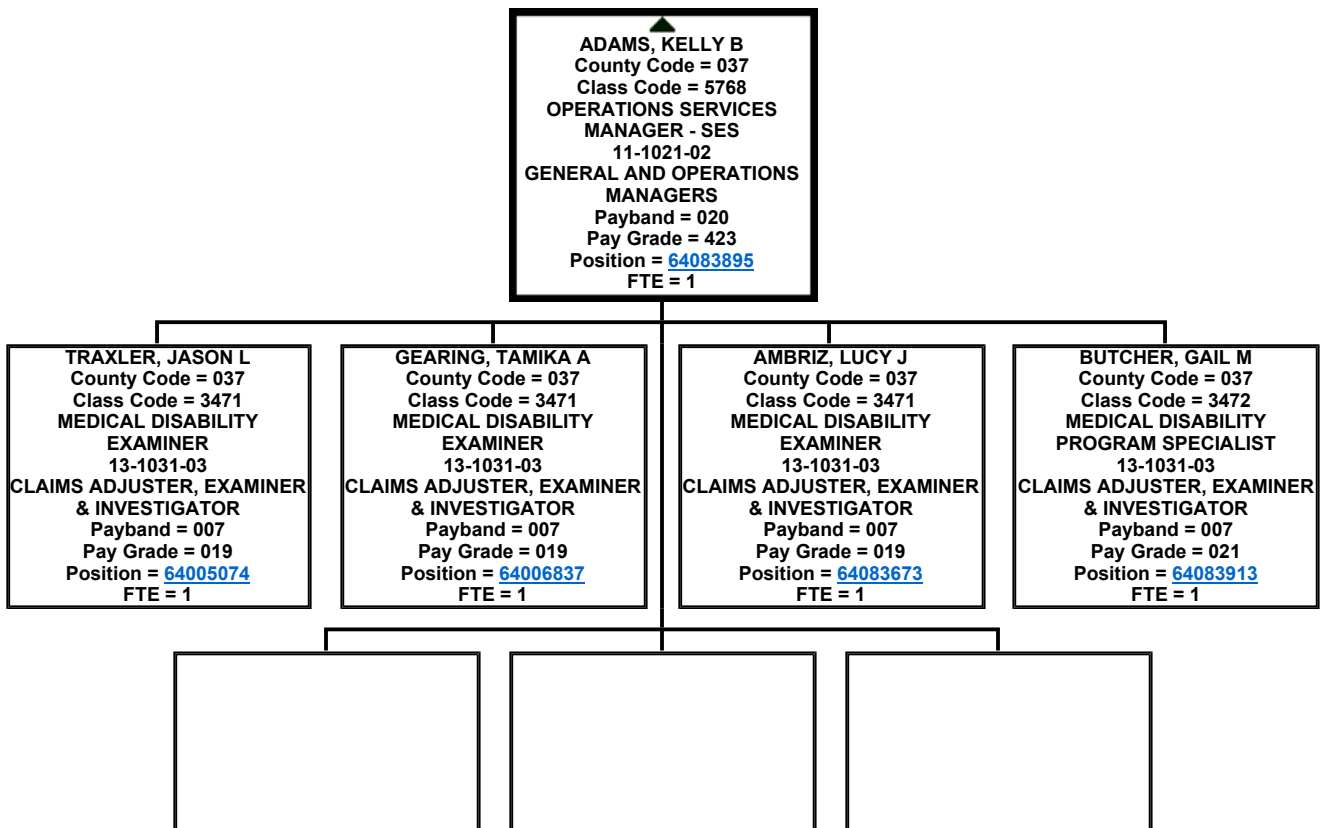 ADAMS, KELLY B
County Code = 037
Class Code = 5768
OPERATIONS SERVICES
MANAGER - SES
11-1021-02
GENERAL AND OPERATIONS
MANAGERS
Payband = 020
Pay Grade = 423
Position = 64083895
FTE = 1
TRAXLER, JASON L
County Code = 037
Class Code = 3471
MEDICAL DISABILITY
EXAMINER
13-1031-03
CLAIMS ADJUSTER, EXAMINER
& INVESTIGATOR
Payband = 007
Pay Grade = 019
Position = 64005074
FTE = 1
GEARING, TAMIKA A
County Code = 037
Class Code = 3471
MEDICAL DISABILITY
EXAMINER
13-1031-03
CLAIMS ADJUSTER, EXAMINER
& INVESTIGATOR
Payband = 007
Pay Grade = 019
Position = 64006837
FTE = 1
AMBRIZ, LUCY J
County Code = 037
Class Code = 3471
MEDICAL DISABILITY
EXAMINER
13-1031-03
CLAIMS ADJUSTER, EXAMINER
& INVESTIGATOR
Payband = 007
Pay Grade = 019
Position = 64083673
FTE = 1
BUTCHER, GAIL M
County Code = 037
Class Code = 3472
MEDICAL DISABILITY
PROGRAM SPECIALIST
13-1031-03
CLAIMS ADJUSTER, EXAMINER
& INVESTIGATOR
Payband = 007
Pay Grade = 021
Position = 64083913
FTE = 1